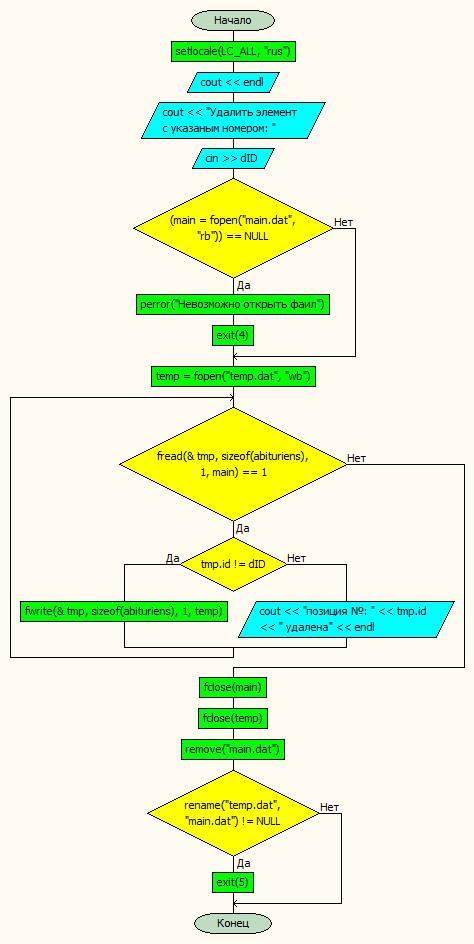 Начало
setlocale(LC_ALL, "rus")
cout << endl
cout << "Удалить элемент
с указаным номером: "
cin >> dID
(main = fopen("main.dat",
"rb")) == NULL
Нет
Да
perror("Невозможно открыть фаил")
exit(4)
temp = fopen("temp.dat", "wb")
fread(& tmp, sizeof(abituriens),
1, main) == 1
Нет
Да
tmp.id != dID
Да
Нет
fwrite(& tmp, sizeof(abituriens), 1, temp)
cout << "позиция №: " << tmp.id
<< " удалена" << endl
fclose(main)
fclose(temp)
remove("main.dat")
rename("temp.dat",
"main.dat") != NULL
Нет
Да
exit(5)
Конец